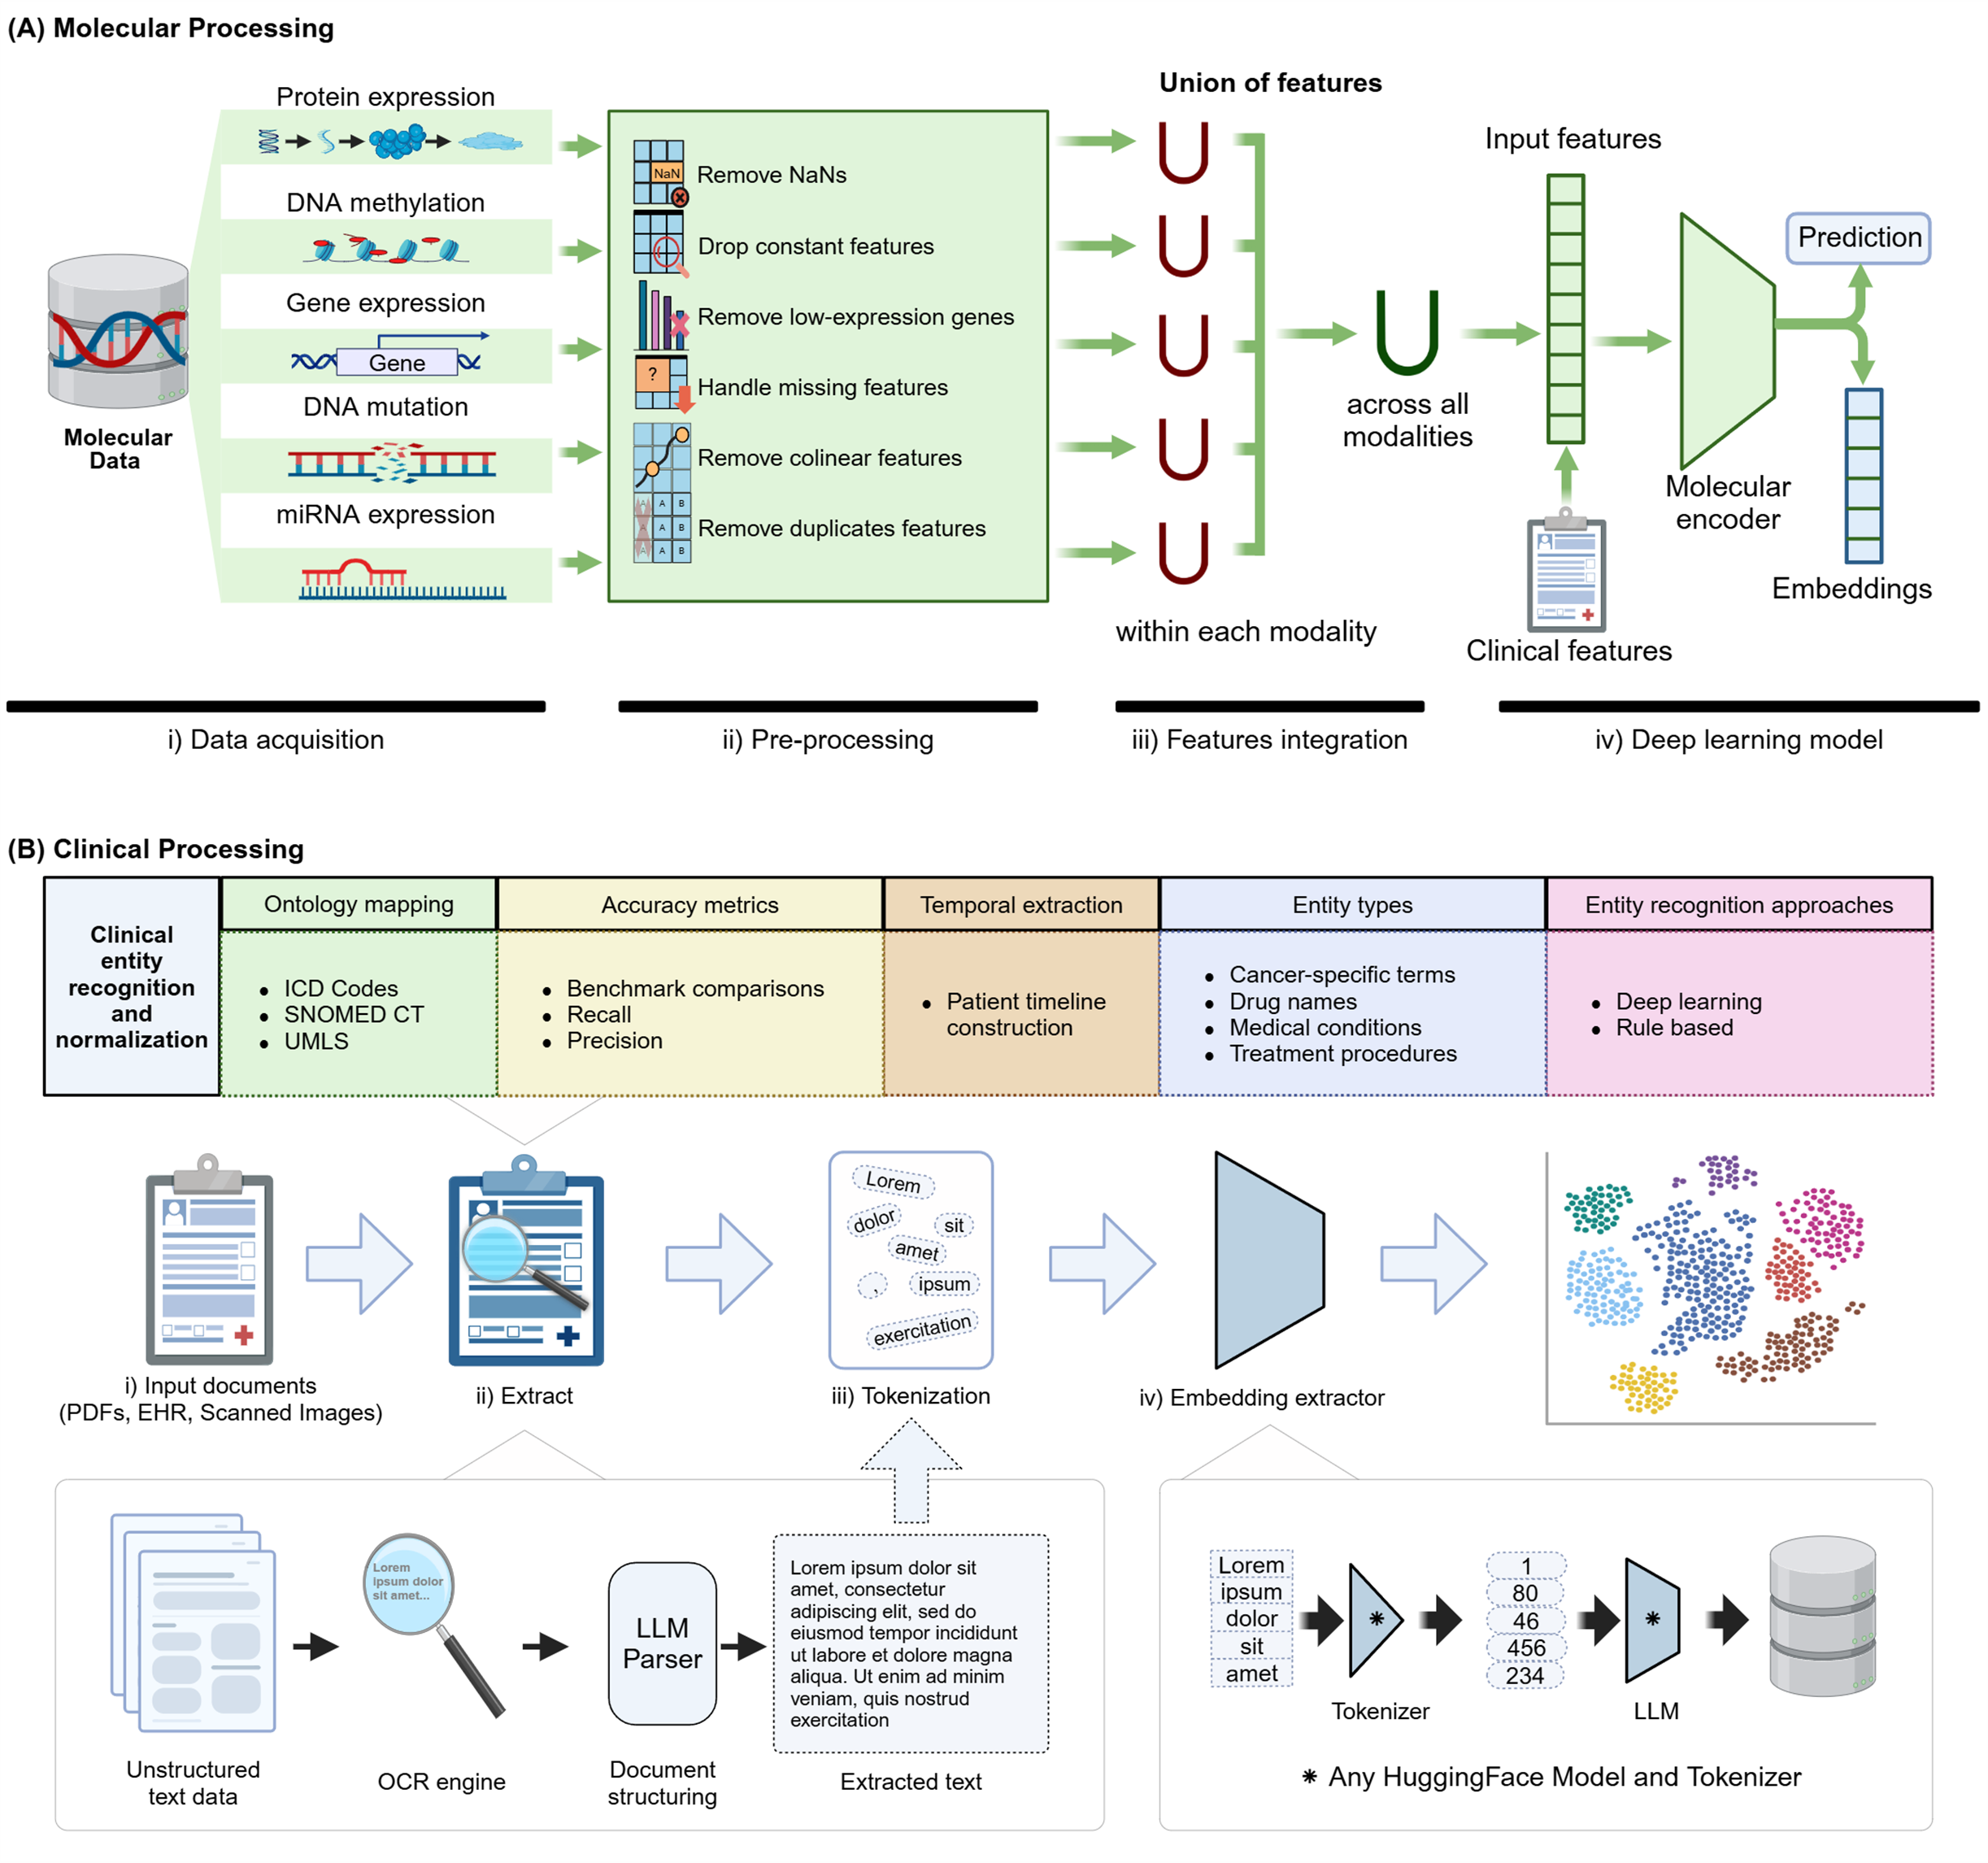 (A) Molecular Processing
Protein expression
DNA methylation
Gene expression
Gene
DNA mutation
miRNA expression
Molecular
Data
NaN
Remove NaNs
Drop constant features
Remove low-expression genes
?
Handle missing features
Remove colinear features
A A B
A A B
A A B
Remove duplicates features
Union of features
within each modality
across all
modalities
Input features
Clinical features
Molecular
encoder
Prediction
Embeddings
i) Data acquisition
ii) Pre-processing
iii) Features integration
iv) Deep learning model
(B) Clinical Processing
Clinical
entity
recognition
and
normalization
Ontology mapping
• ICD Codes
• SNOMED CT
• UMLS
Accuracy metrics
• Benchmark comparisons
• Recall
• Precision
Temporal extraction
• Patient timeline
construction
Entity types
• Cancer-specific terms
• Drug names
• Medical conditions
• Treatment procedures
Entity recognition approaches
• Deep learning
• Rule based
i) Input documents
(PDFs, EHR, Scanned Images)
ii) Extract
Lorem
dolor
sit
amet
,
ipsum
exercitation
iii) Tokenization
iv) Embedding extractor
Unstructured
text data
Lorem
ipsum dolor
sit amet...
OCR engine
LLM
Parser
Document
structuring
Lorem ipsum dolor sit
amet, consectetur
adipiscing elit, sed do
eiusmod tempor incididunt
ut labore et dolore magna
aliqua. Ut enim ad minim
veniam, quis nostrud
exercitation
Extracted text
Lorem
ipsum
dolor
sit
amet
*
Tokenizer
1
80
46
456
234
*
LLM
* Any HuggingFace Model and Tokenizer